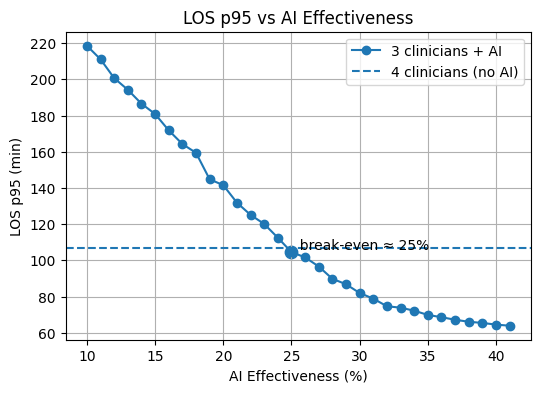 LOS p95 vs AI Effectiveness
3 clinicians + AI
4 clinicians (no AI)
LOS p95 (min)
220
200
180
160
140
120
100
80
60
break-even ≈ 25%
10
15
20
25
30
35
40
AI Effectiveness (%)